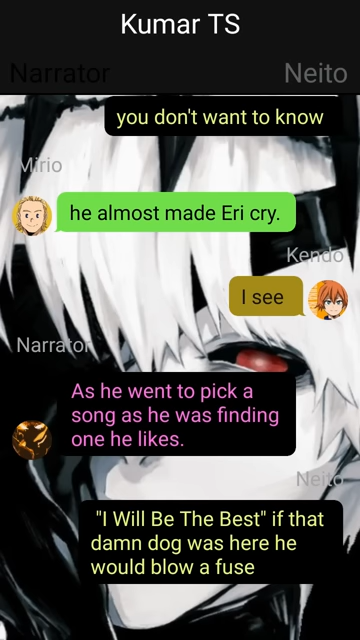 Kumar TS
Narrator
Neito
you don't want to know
Mirio
he almost made Eri cry.
Kendo
I see
Narrator
As he went to pick a
song as he was finding
one he likes.
Neito
"I Will Be The Best" if that
damn dog was here he
would blow a fuse